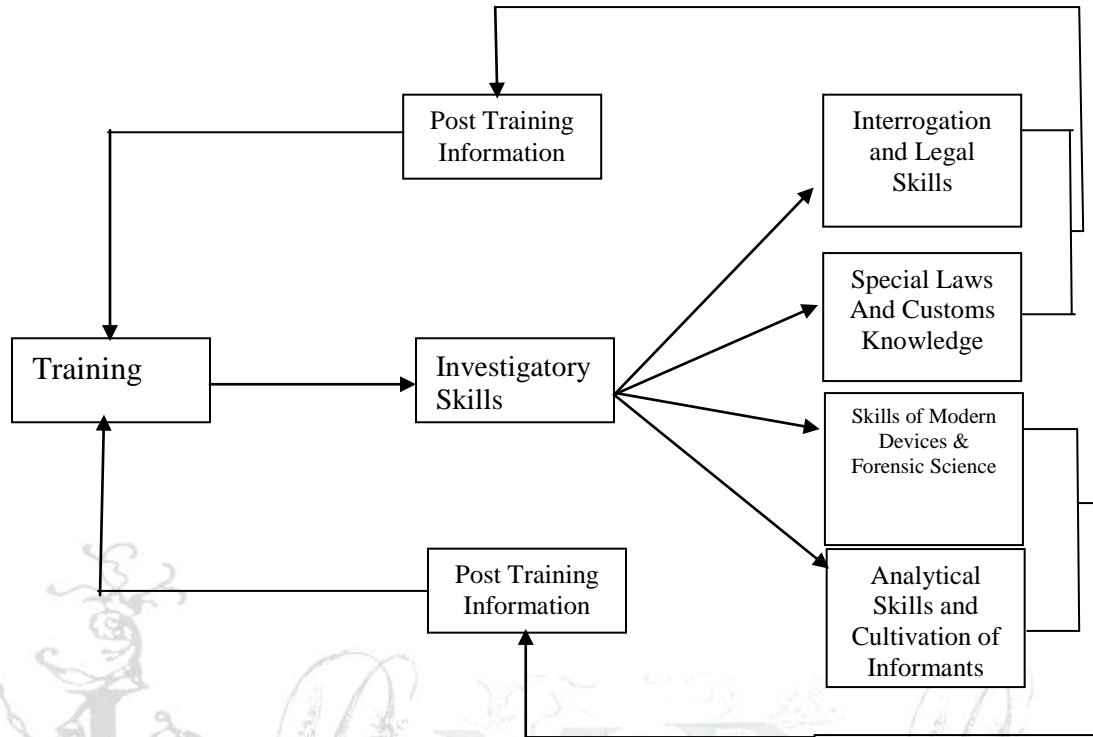 Post Training
Information
Interrogation
and Legal
Skills
Special Laws
And Customs
Knowledge
Training
Investigatory
Skills
Skills of Modern
Devices &
Forensic Science
Post Training
Information
Analytical
Skills and
Cultivation of
Informants